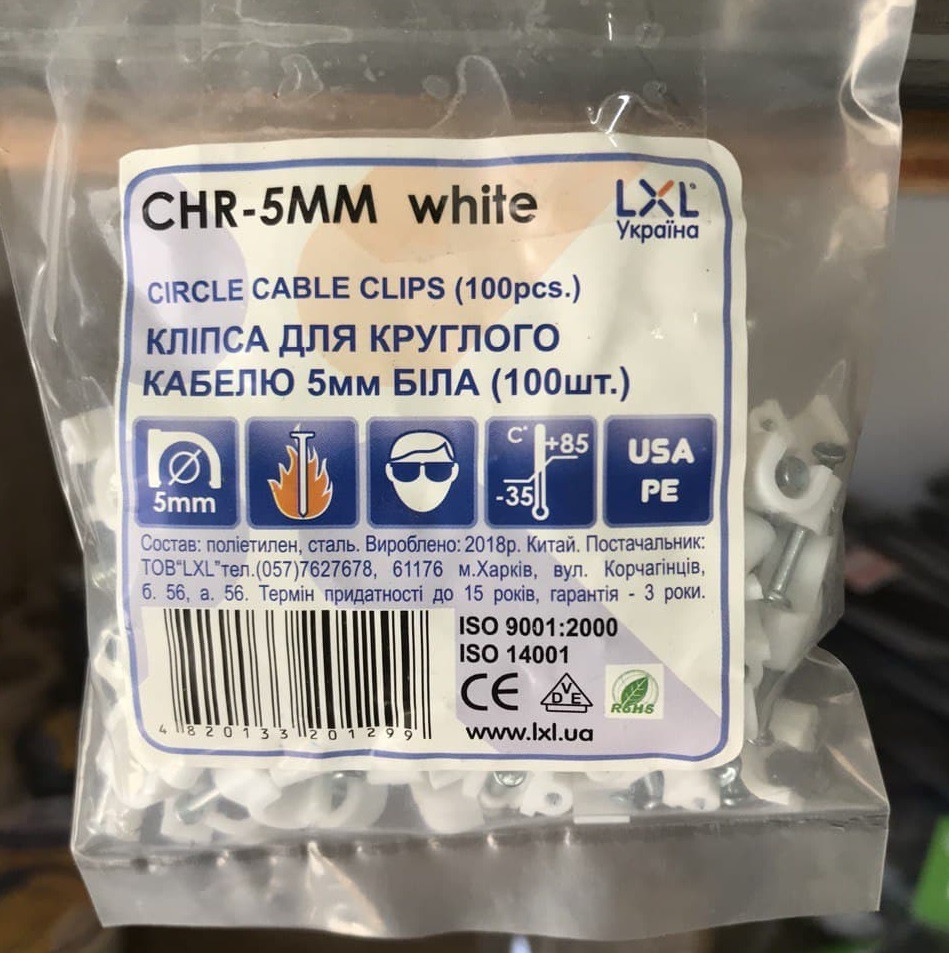 CHR-5MM white
LXL
Україна
CIRCLE CABLE CLIPS (100pcs.)
КЛІПСА ДЛЯ КРУГЛОГО
КАБЕЛЮ 5мм БІЛА (100шт.)
5mm
C° +85
-35
USA
PE
Состав: поліетилен, сталь. Вироблено: 2018р. Китай. Постачальник:
ТОВ"LXL"тел.(057)7627678, 61176 м.Харків, вул. Корчагінців,
б. 56, а. 56. Термін придатності до 15 років, гарантія - 3 роки.
ISO 9001:2000
ISO 14001
CE DVE RoHS
www.lxl.ua
4 820133 201299